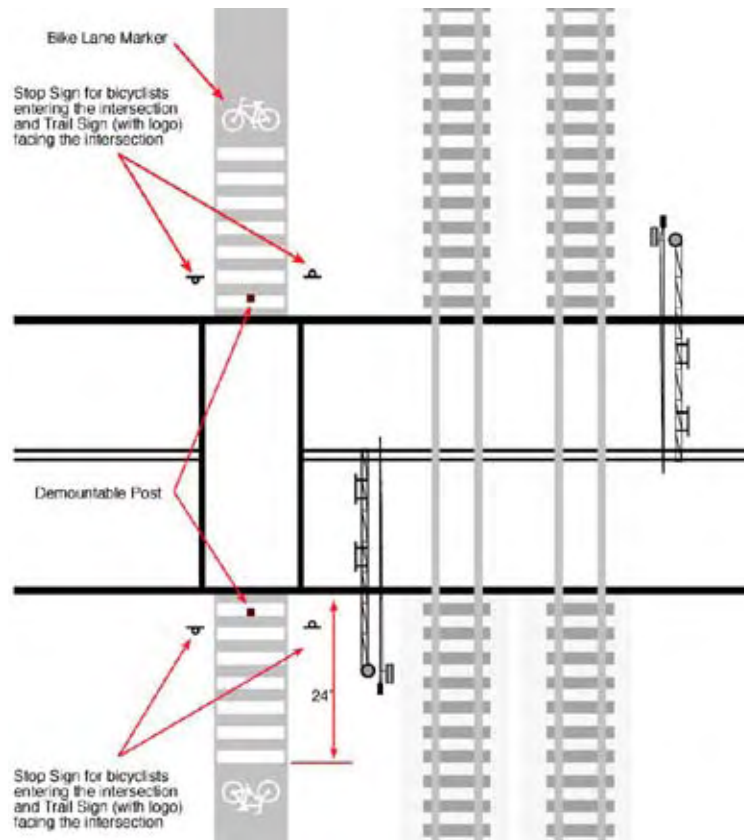 Bike Lane Marker
Stop Sign for bicyclists
entering the intersection
and Trail Sign (with logo)
facing the intersection
Demountable Post
24'
Stop Sign for bicyclists
entering the intersection
and Trail Sign (with logo)
facing the intersection